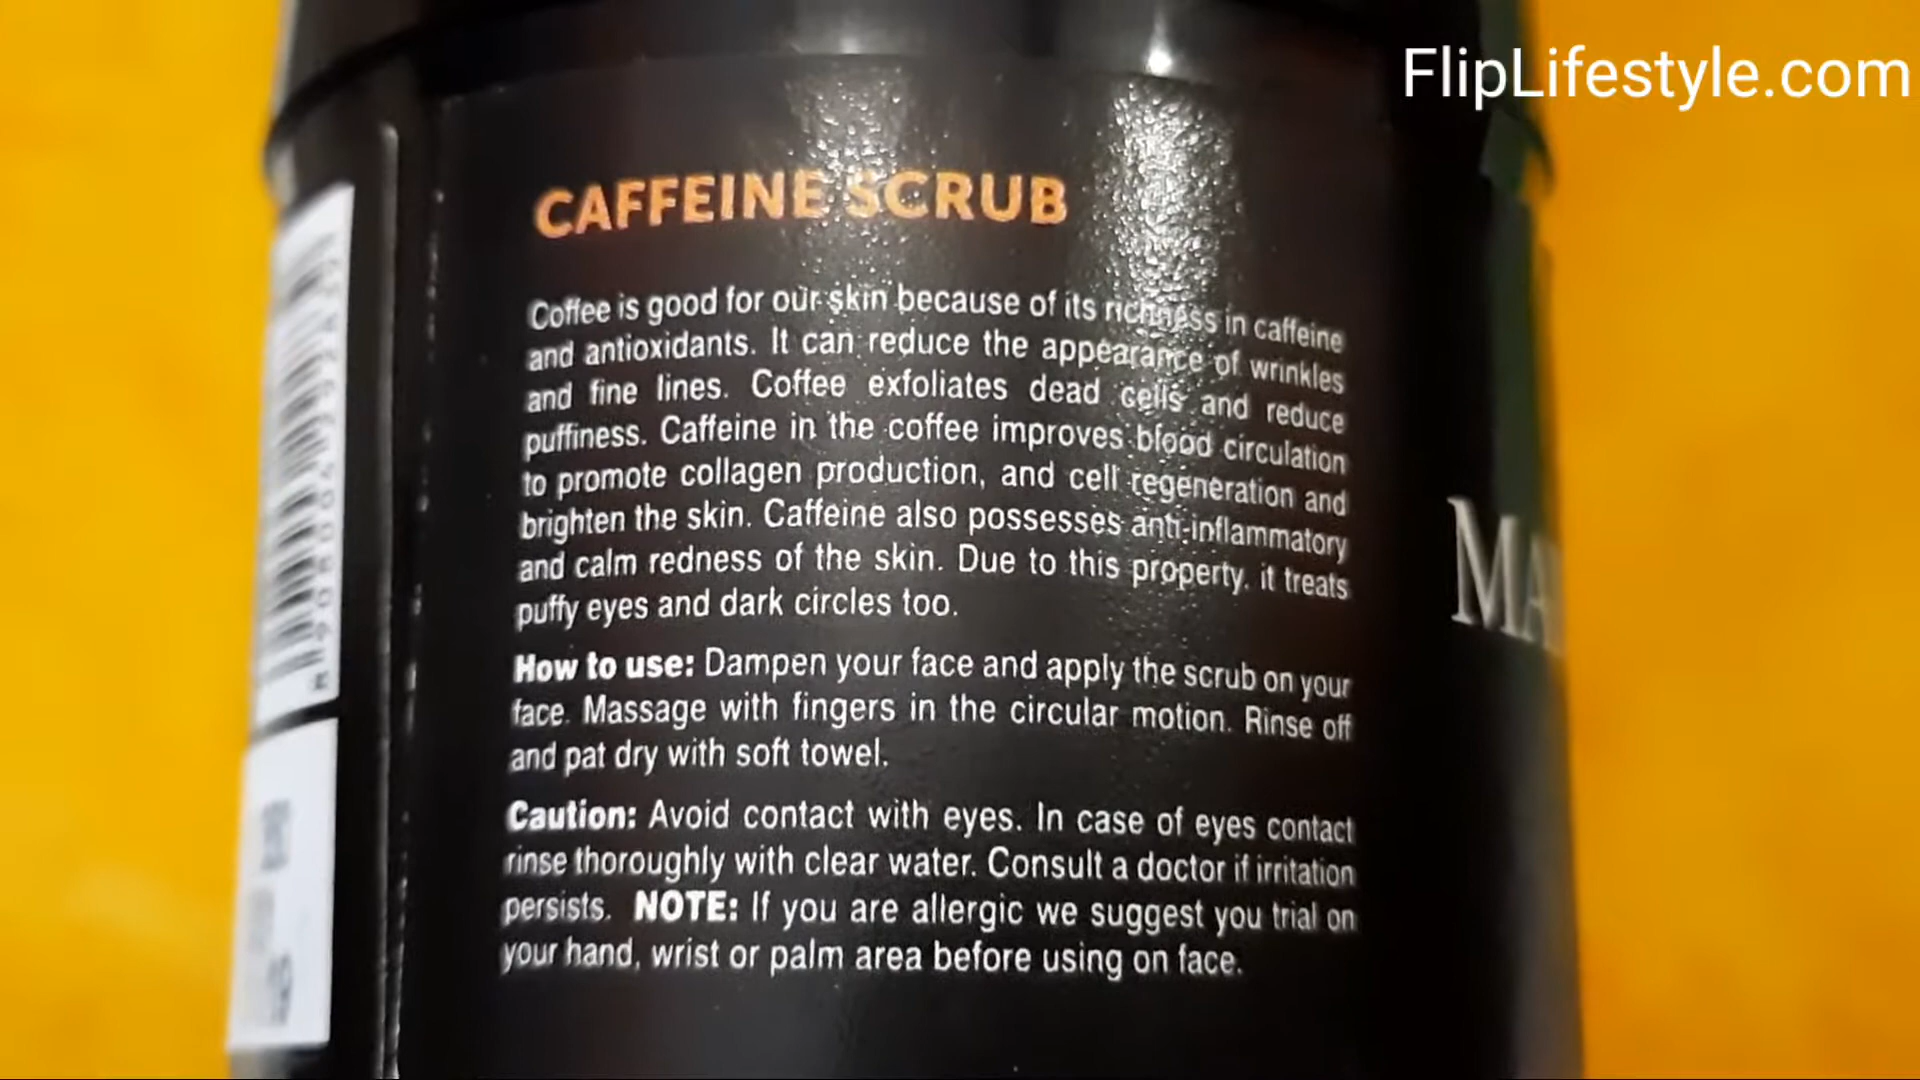 FlipLifestyle.com
CAFFEINE SCRUB
Coffee is good for our skin because of its richness in caffeine
and antioxidants. It can reduce the appearance of wrinkles
and fine lines. Coffee exfoliates dead cells and reduce
puffiness. Caffeine in the coffee improves blood circulation
to promote collagen production, and cell regeneration and
brighten the skin. Caffeine also possesses anti-inflammatory
and calm redness of the skin. Due to this property, it treats
puffy eyes and dark circles too.
How to use: Dampen your face and apply the scrub on your
face. Massage with fingers in the circular motion. Rinse off
and pat dry with soft towel.
Caution: Avoid contact with eyes. In case of eyes contact
rinse thoroughly with clear water. Consult a doctor if irritation
persists. NOTE: If you are allergic we suggest you trial on
your hand, wrist or palm area before using on face.